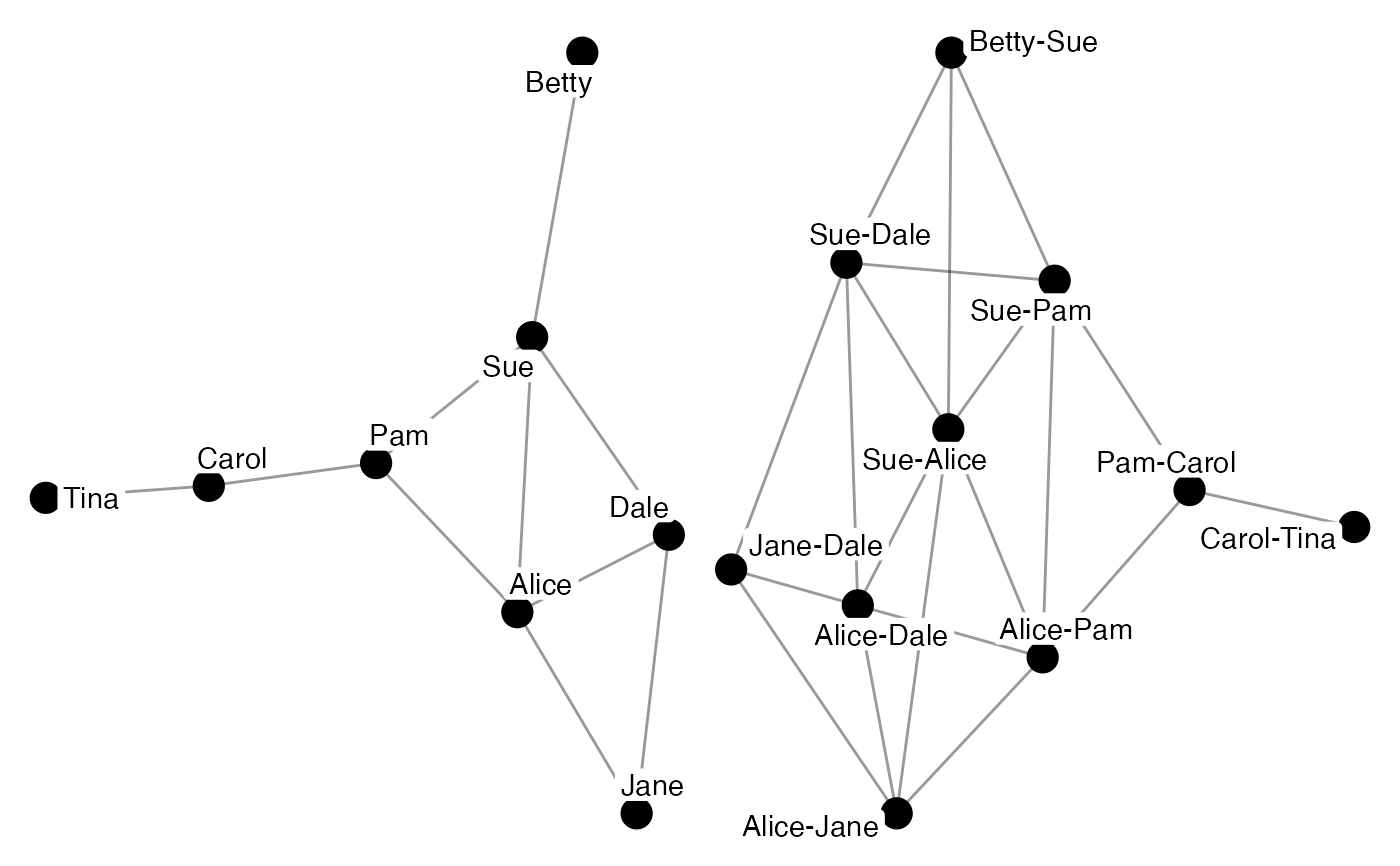 Betty
Sue
Pam
Carol
Tina
Dale
Alice
Jane
Betty-Sue
Sue-Dale
Sue-Pam
Sue-Alice
Pam-Carol
Carol-Tina
Jane-Dale
Alice-Dale
Alice-Pam
Alice-Jane